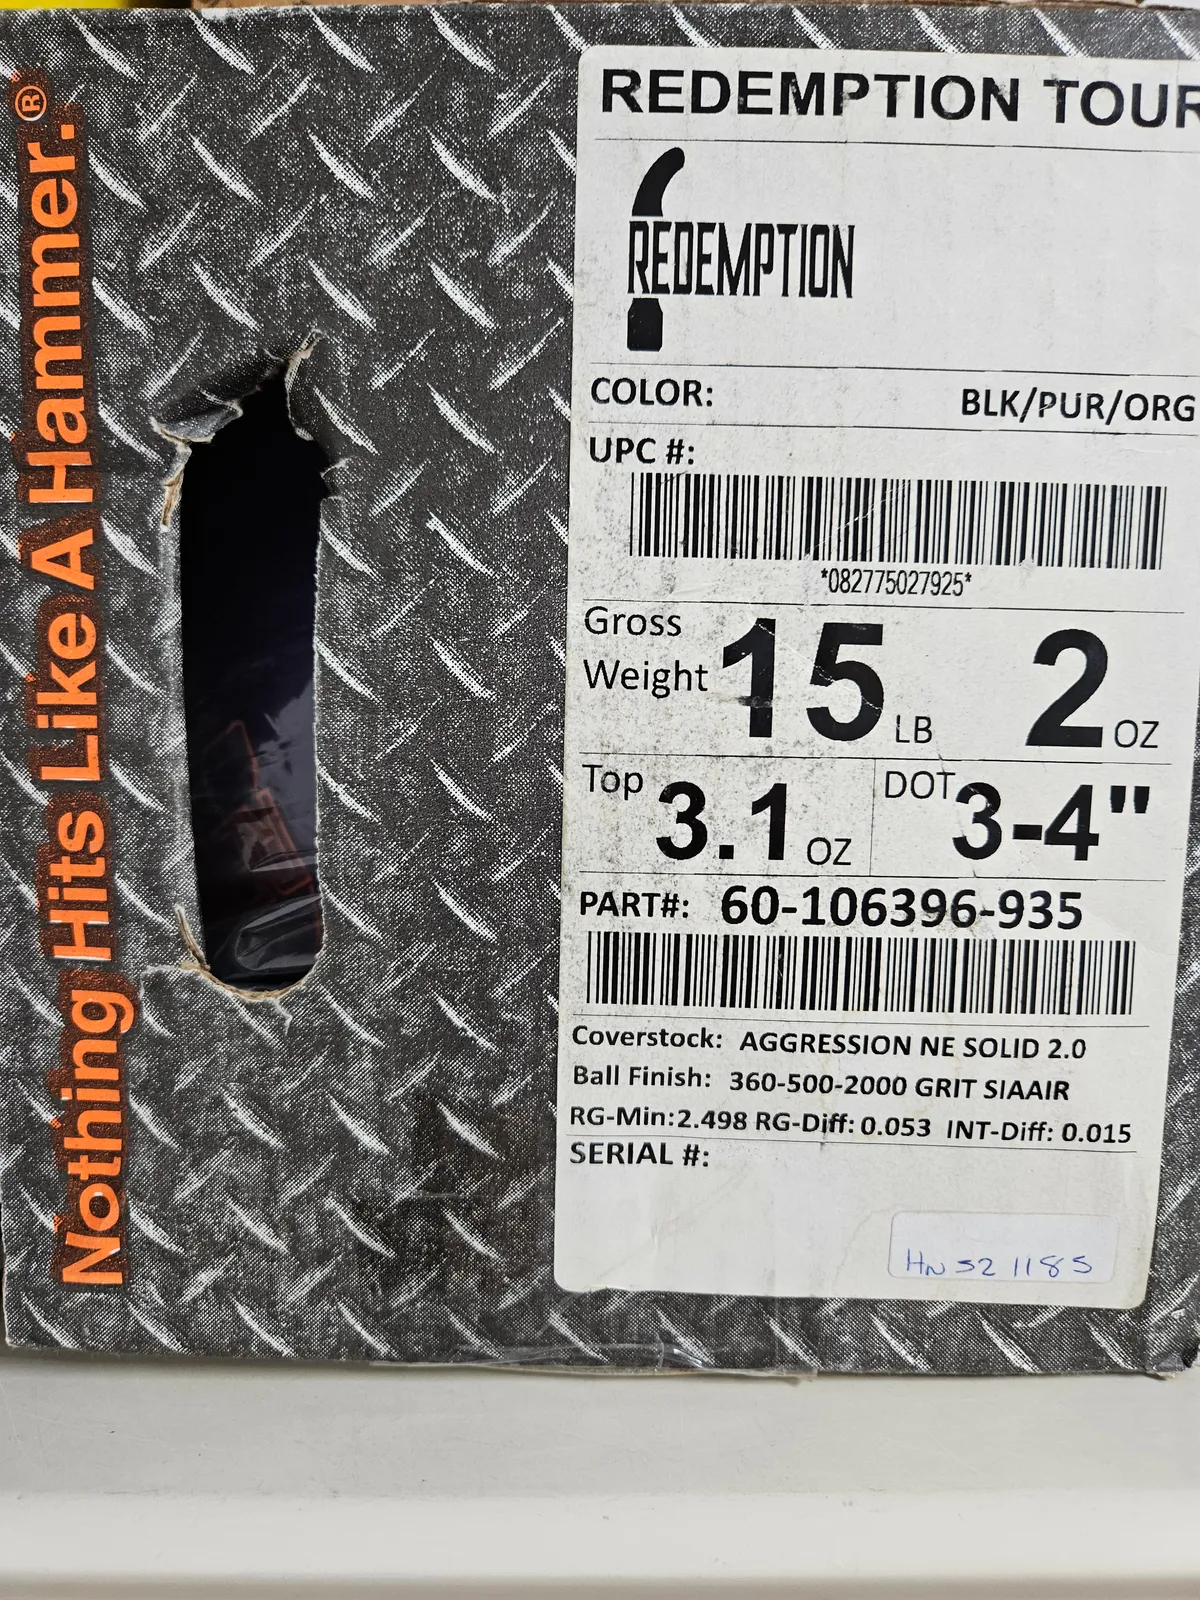 Nothing Hits Like A Hammer.®
REDEMPTION TOUR
REDEMPTION
COLOR: BLK/PUR/ORG
UPC #:
*082775027925*
Gross Weight 15 LB 2 OZ
Top 3.1 OZ DOT 3-4"
PART#: 60-106396-935
Coverstock: AGGRESSION NE SOLID 2.0
Ball Finish: 360-500-2000 GRIT SIAAIR
RG-Min:2.498 RG-Diff: 0.053 INT-Diff: 0.015
SERIAL #:
HN 52 1185